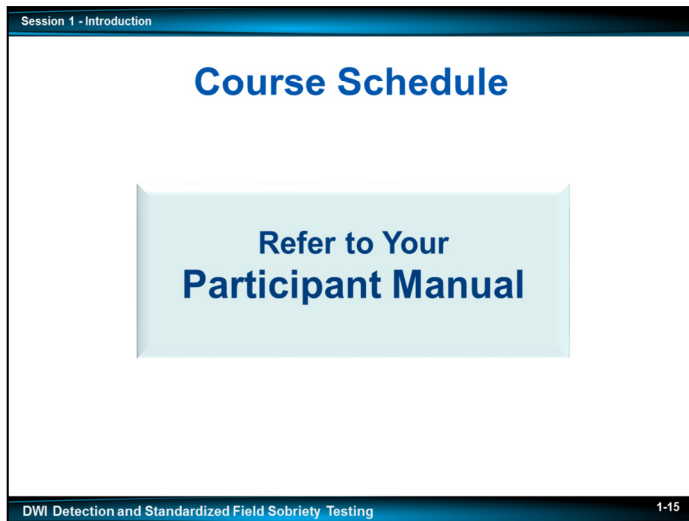 Session 1 - Introduction
Course Schedule
Refer to Your
Participant Manual
DWI Detection and Standardized Field Sobriety Testing
1-15